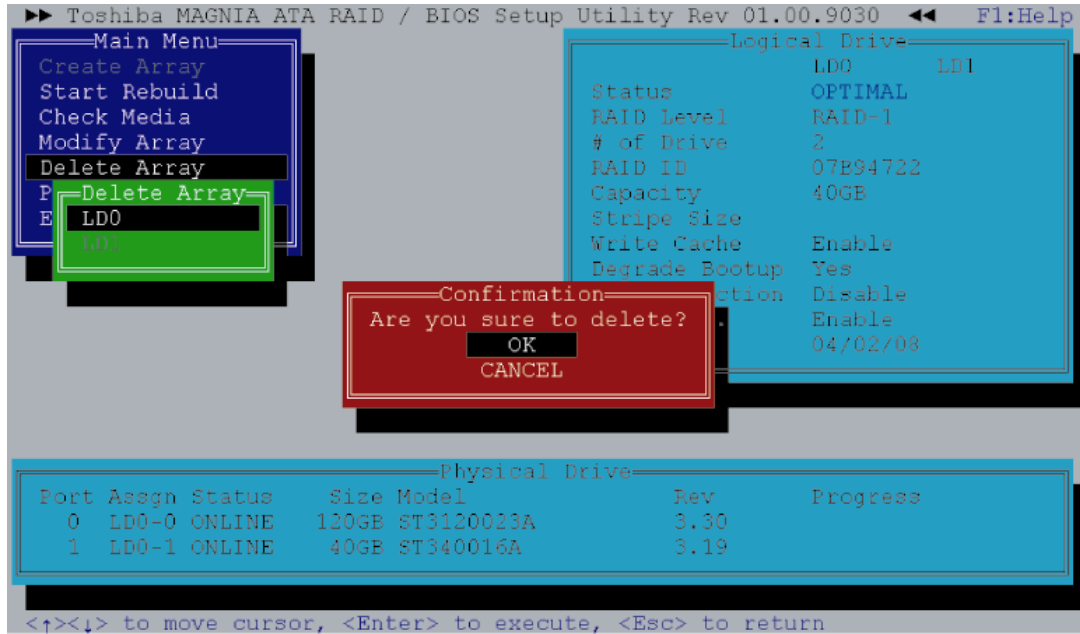 ►► Toshiba MAGNIA ATA RAID / BIOS Setup Utility Rev 01.00.9030 ◄◄ F1:Help
Main Menu
Create Array
Start Rebuild
Check Media
Modify Array
Delete Array
P
E
Delete Array
LD0
LD1
Logical Drive
LD0 LD1
Status OPTIMAL
RAID Level RAID-1
# of Drive 2
RAID ID 07B94722
Capacity 40GB
Stripe Size
Write Cache Enable
Degrade Bootup Yes
ction Disable
. Enable
04/02/08
Confirmation
Are you sure to delete?
OK
CANCEL
Physical Drive
Port Assgn Status Size Model Rev Progress
0 LD0-0 ONLINE 120GB ST3120023A 3.30
1 LD0-1 ONLINE 40GB ST340016A 3.19
<↑><↓> to move cursor, <Enter> to execute, <Esc> to return